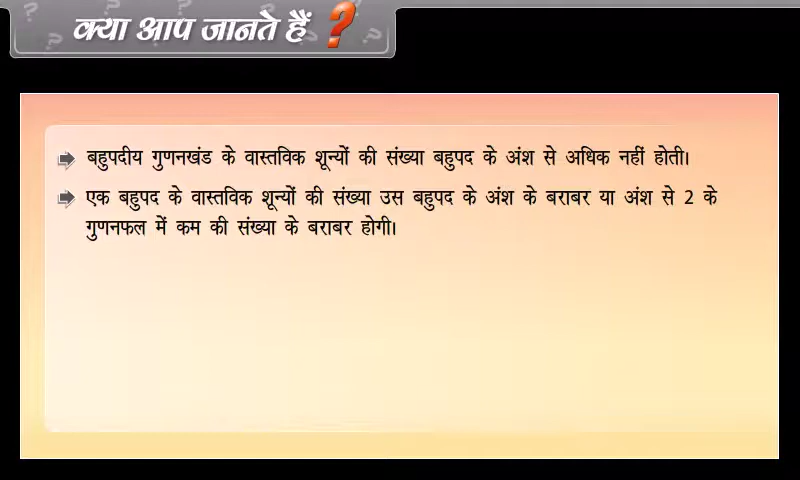 क्या आप जानते हैं ?
बहुपदीय गुणनखंड के वास्तविक शून्यों की संख्या बहुपद के अंश से अधिक नहीं होती।
एक बहुपद के वास्तविक शून्यों की संख्या उस बहुपद के अंश के बराबर या अंश से 2 के
गुणनफल में कम की संख्या के बराबर होगी।